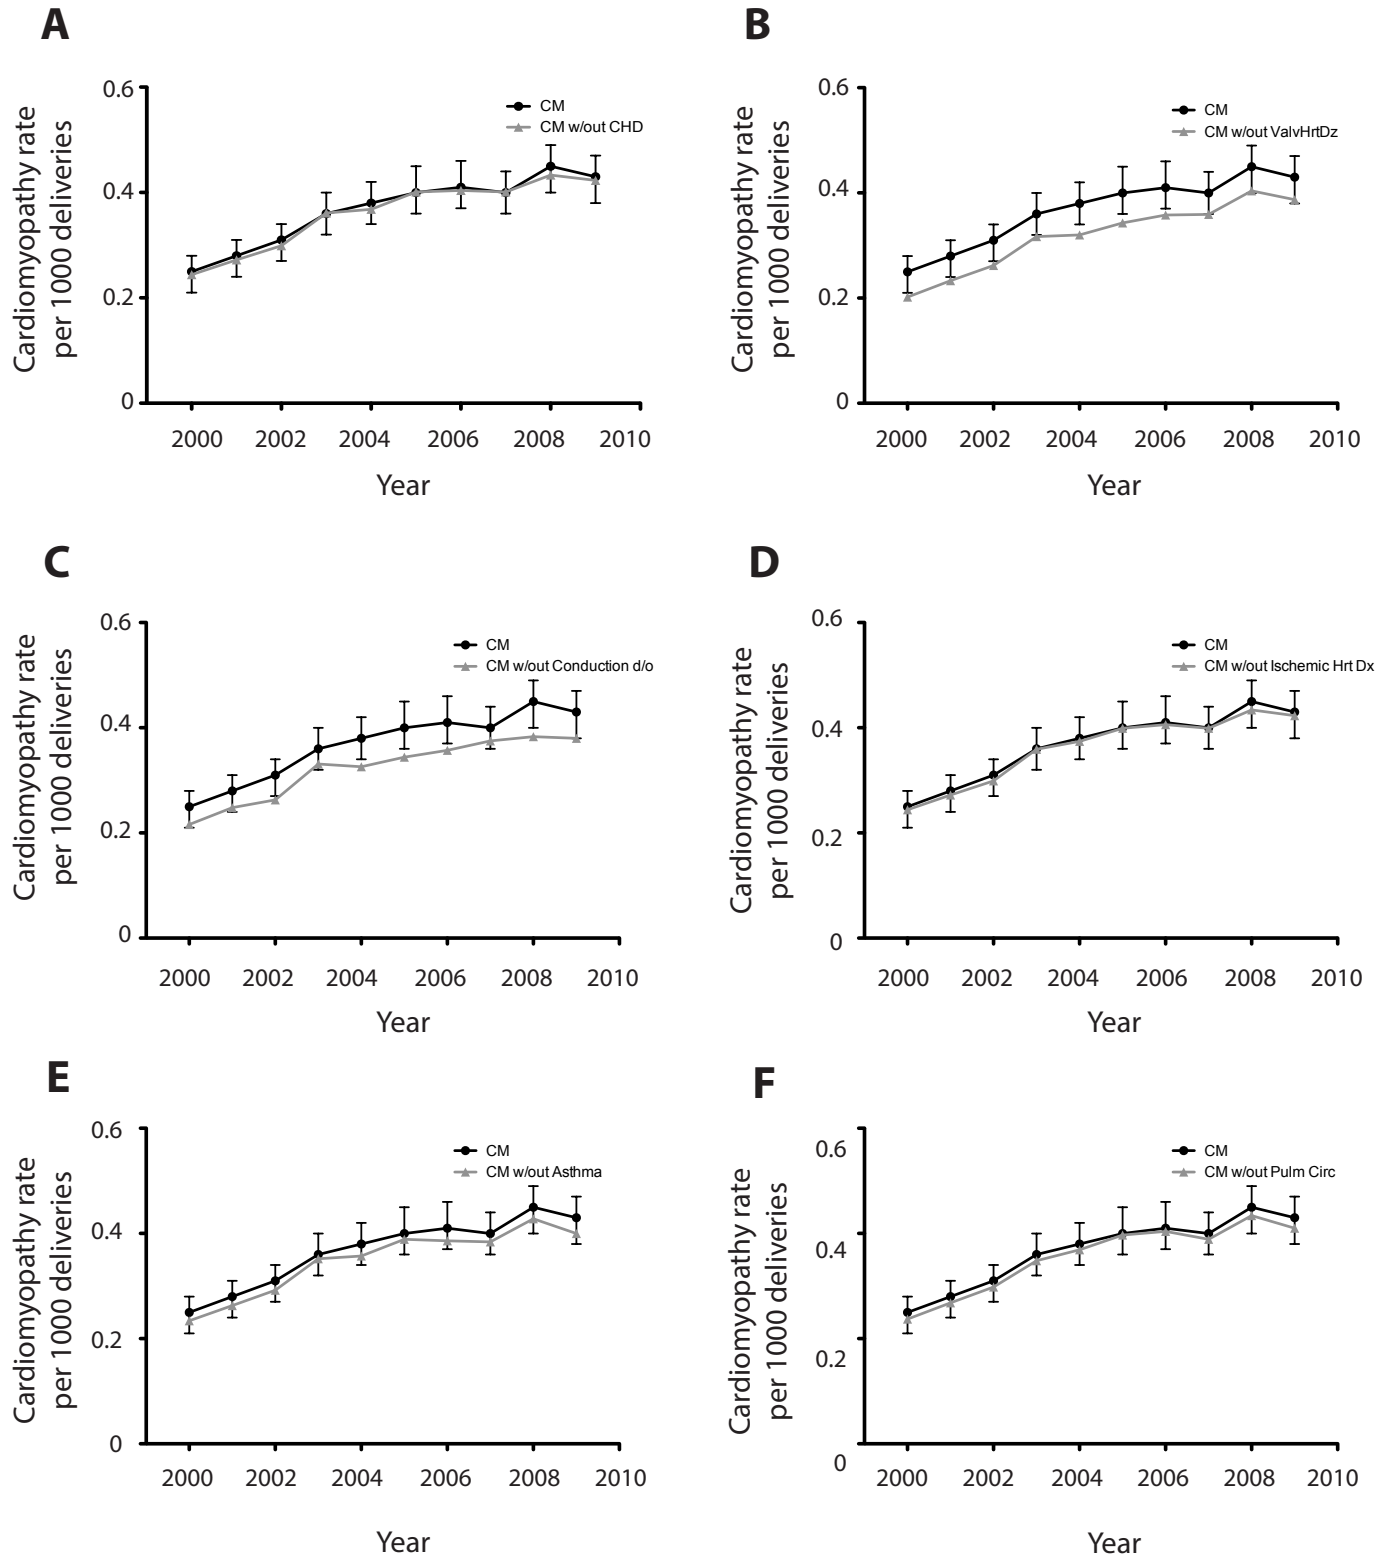 A
Cardiomyopathy rate
per 1000 deliveries
0.6
0.4
0.2
0
CM
CM w/out CHD
2000 2002 2004 2006 2008 2010
Year
B
Cardiomyopathy rate
per 1000 deliveries
0.6
0.4
0.2
0
CM
CM w/out ValvHrtDz
2000 2002 2004 2006 2008 2010
Year
C
Cardiomyopathy rate
per 1000 deliveries
0.6
0.4
0.2
0
CM
CM w/out Conduction d/o
2000 2002 2004 2006 2008 2010
Year
D
Cardiomyopathy rate
per 1000 deliveries
0.6
0.4
0.2
0
CM
CM w/out Ischemic Hrt Dx
2000 2002 2004 2006 2008 2010
Year
E
Cardiomyopathy rate
per 1000 deliveries
0.6
0.4
0.2
0
CM
CM w/out Asthma
2000 2002 2004 2006 2008 2010
Year
F
Cardiomyopathy rate
per 1000 deliveries
0.6
0.4
0.2
0
CM
CM w/out Pulm Circ
2000 2002 2004 2006 2008 2010
Year